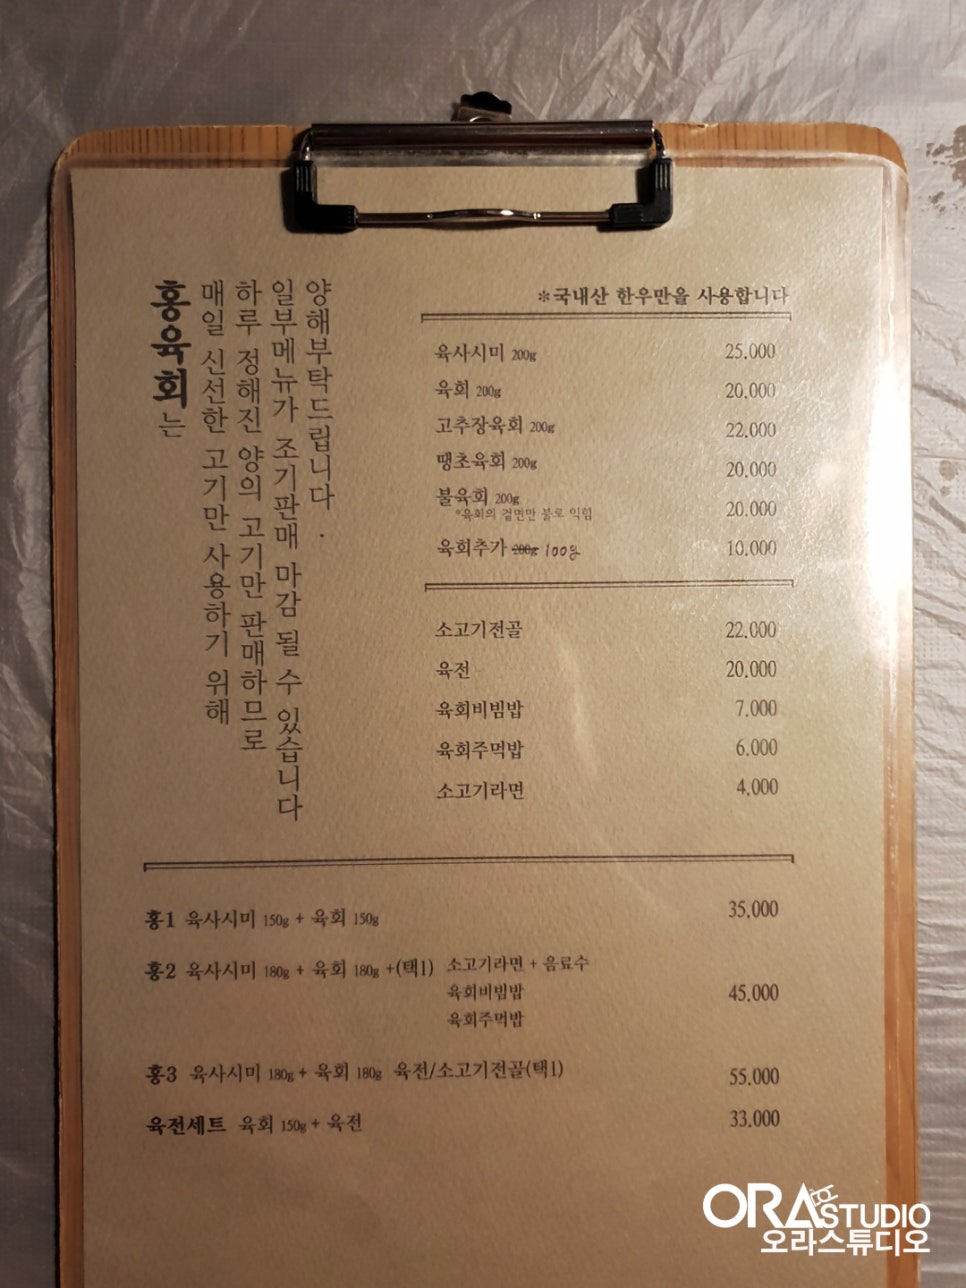 홍육회는
매일 신선한 고기만 사용하기 위해
하루 정해진 양의 고기만 판매하므로
일부메뉴가 조기판매 마감 될 수 있습니다
양해부탁드립니다.
*국내산 한우만을 사용합니다
육사시미 200g 25,000
육회 200g 20,000
고추장육회 200g 22,000
땡초육회 200g 20,000
불육회 200g 20,000
*육회의 겉면만 불로 익힘
육회추가 200g 100g 10,000
소고기전골 22,000
육전 20,000
육회비빔밥 7,000
육회주먹밥 6,000
소고기라면 4,000
홍1 육사시미 150g + 육회 150g 35,000
홍2 육사시미 180g + 육회 180g +(택1) 소고기라면 + 음료수
육회비빔밥 45,000
육회주먹밥
홍3 육사시미 180g + 육회 180g 육전/소고기전골(택1) 55,000
육전세트 육회 150g + 육전 33,000
ORA STUDIO
오라스튜디오